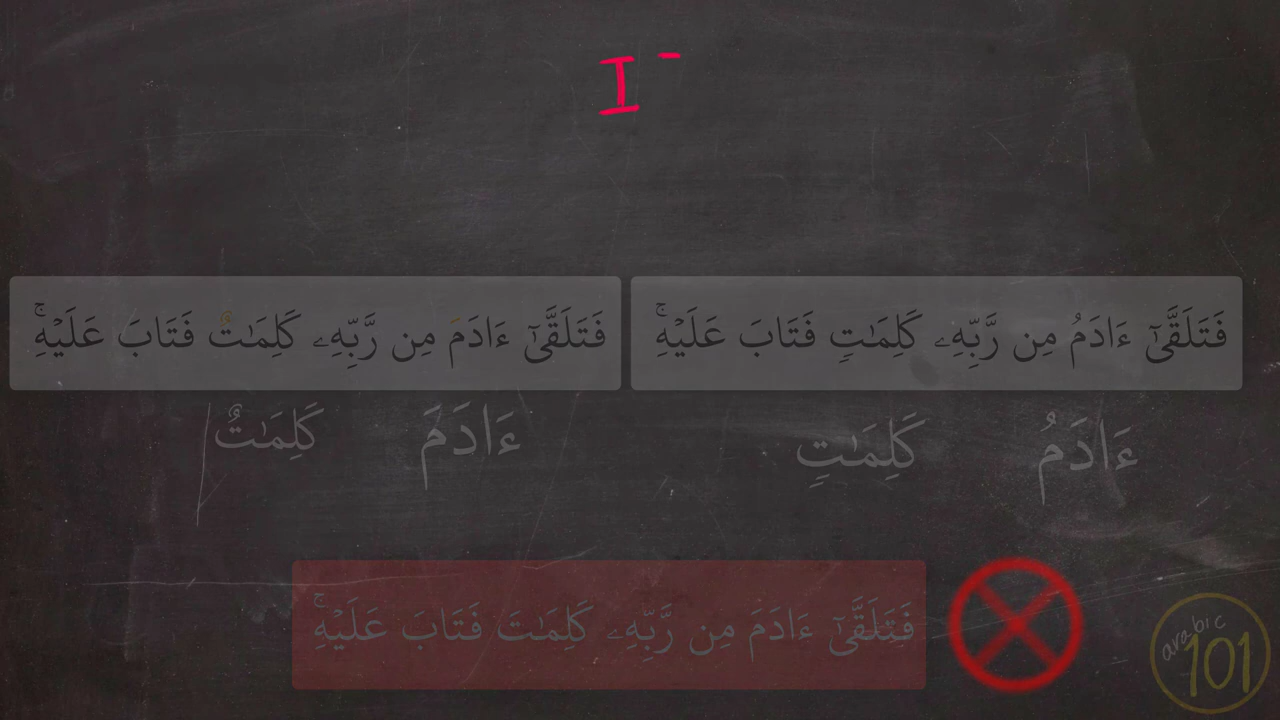 I -
فَتَلَقَّىٰٓ ءَادَمُ مِن رَّبِّهِۦ كَلِمَٰتٖ فَتَابَ عَلَيۡهِۚ
فَتَلَقَّىٰٓ ءَادَمَ مِن رَّبِّهِۦ كَلِمَٰتٌ فَتَابَ عَلَيۡهِۚ
ءَادَمُ كَلِمَٰتٍ
ءَادَمَ كَلِمَٰتٌ
فَتَلَقَّىٰٓ ءَادَمَ مِن رَّبِّهِۦ كَلِمَٰتَ فَتَابَ عَلَيۡهِۚ
arabic
101